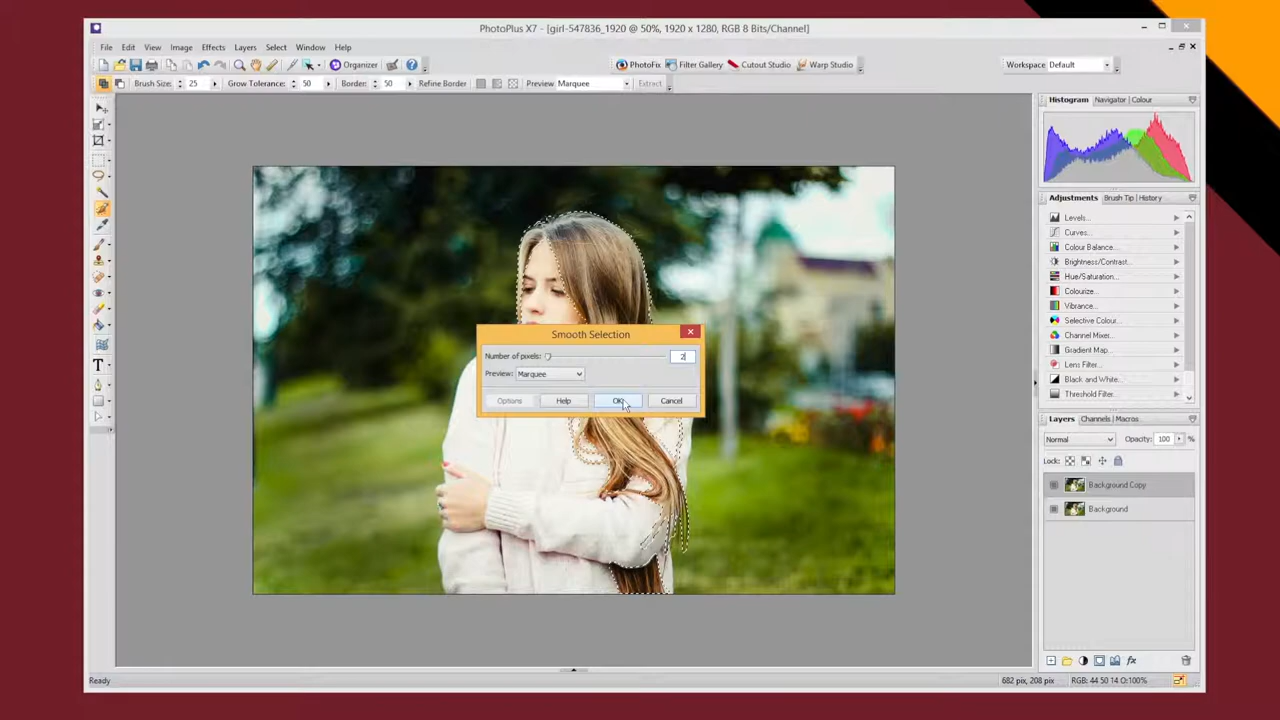 PhotoPlus X7 - [girl-547836_1920 @ 50%, 1920 x 1280, RGB 8 Bits/Channel]
File Edit View Image Effects Layers Select Window Help
Organizer PhotoFix Filter Gallery Cutout Studio Warp Studio Workspace Default
Brush Size: 25 Grow Tolerance: 50 Border: 50 Refine Border Preview Marquee Extract
Histogram Navigator Colour
Adjustments Brush Tip History
Levels...
Curves...
Colour Balance...
Brightness/Contrast...
Hue/Saturation...
Colourize...
Vibrance...
Selective Colour...
Channel Mixer...
Gradient Map...
Lens Filter...
Black and White...
Threshold Filter...
Smooth Selection
Number of pixels: 2
Preview: Marquee
Options Help OK Cancel
Layers Channels Macros
Normal Opacity: 100 %
Lock:
Background Copy
Background
Ready 682 pix, 208 pix RGB: 44 50 14 O:100%